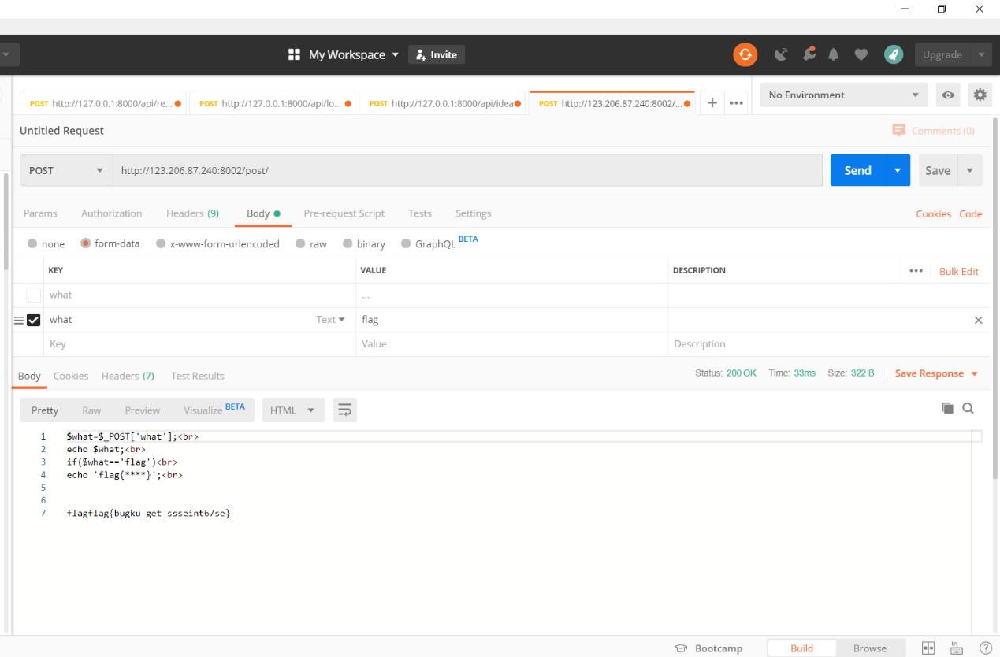 My Workspace Invite Upgrade
POST http://127.0.0.1:8000/api/re... POST http://127.0.0.1:8000/api/lo... POST http://127.0.0.1:8000/api/idea POST http://123.206.87.240:8002/... + ••• No Environment
Untitled Request Comments (0)
POST http://123.206.87.240:8002/post/ Send Save
Params Authorization Headers (9) Body Pre-request Script Tests Settings Cookies Code
none form-data x-www-form-urlencoded raw binary GraphQL BETA
KEY VALUE DESCRIPTION ••• Bulk Edit
what ...
what Text flag
Key Value Description
Body Cookies Headers (7) Test Results Status: 200 OK Time: 33ms Size: 322 B Save Response
Pretty Raw Preview Visualize BETA HTML
1 $what=$_POST['what'];<br>
2 echo $what;<br>
3 if($what=='flag')<br>
4 echo 'flag{****}';<br>
5
6
7 flagflag{bugku_get_ssseint67se}
Bootcamp Build Browse ?